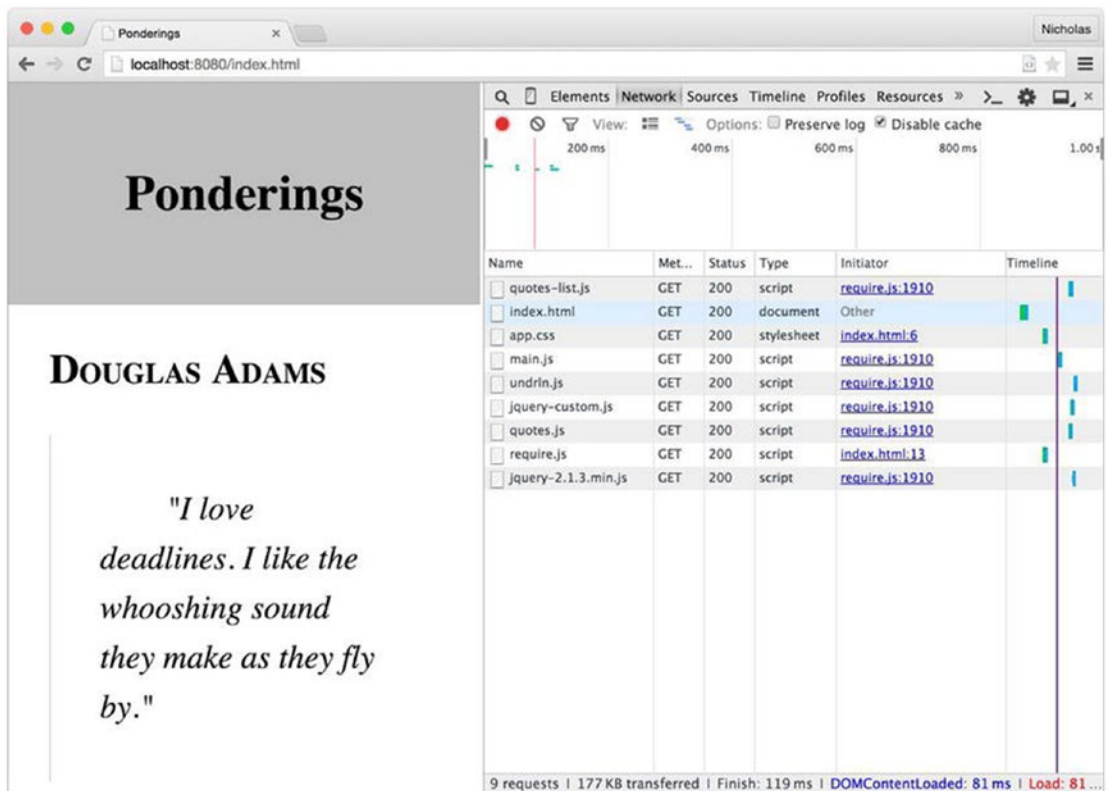 Ponderings
Nicholas
localhost:8080/index.html
Ponderings
DOUGLAS ADAMS
"I love
deadlines. I like the
whooshing sound
they make as they fly
by."
Elements Network Sources Timeline Profiles Resources »
View: Options: Preserve log Disable cache
200 ms 400 ms 600 ms 800 ms 1.00 s
Name Met... Status Type Initiator Timeline
quotes-list.js GET 200 script require.js:1910
index.html GET 200 document Other
app.css GET 200 stylesheet index.html:6
main.js GET 200 script require.js:1910
undrln.js GET 200 script require.js:1910
jquery-custom.js GET 200 script require.js:1910
quotes.js GET 200 script require.js:1910
require.js GET 200 script index.html:13
jquery-2.1.3.min.js GET 200 script require.js:1910
9 requests | 177 KB transferred | Finish: 119 ms | DOMContentLoaded: 81 ms | Load: 81 ...